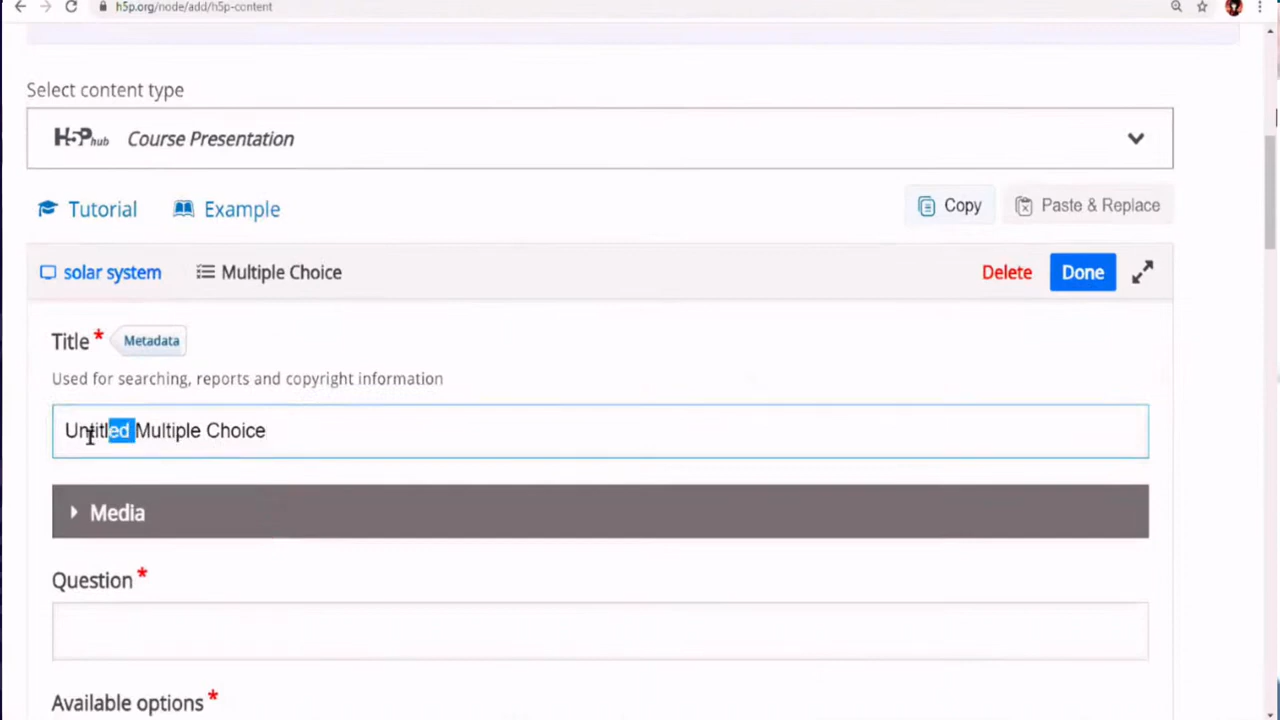 h5p.org/node/add/h5p-content
Select content type
H5P hub Course Presentation
Tutorial Example Copy Paste & Replace
solar system Multiple Choice Delete Done
Title * Metadata
Used for searching, reports and copyright information
Untitled Multiple Choice
Media
Question *
Available options *